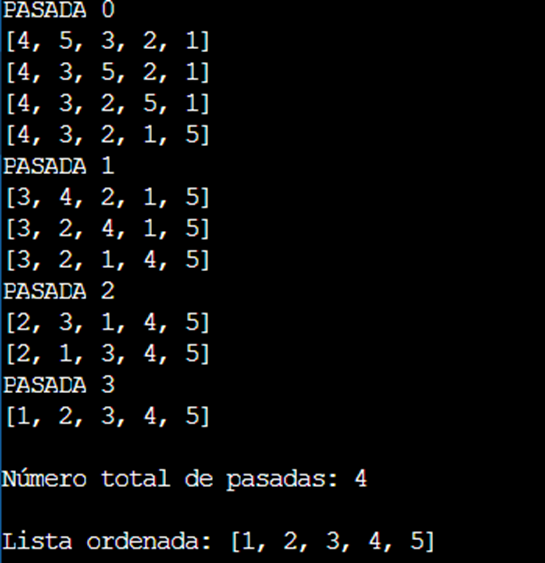 PASADA 0
[4, 5, 3, 2, 1]
[4, 3, 5, 2, 1]
[4, 3, 2, 5, 1]
[4, 3, 2, 1, 5]
PASADA 1
[3, 4, 2, 1, 5]
[3, 2, 4, 1, 5]
[3, 2, 1, 4, 5]
PASADA 2
[2, 3, 1, 4, 5]
[2, 1, 3, 4, 5]
PASADA 3
[1, 2, 3, 4, 5]
Número total de pasadas: 4
Lista ordenada: [1, 2, 3, 4, 5]